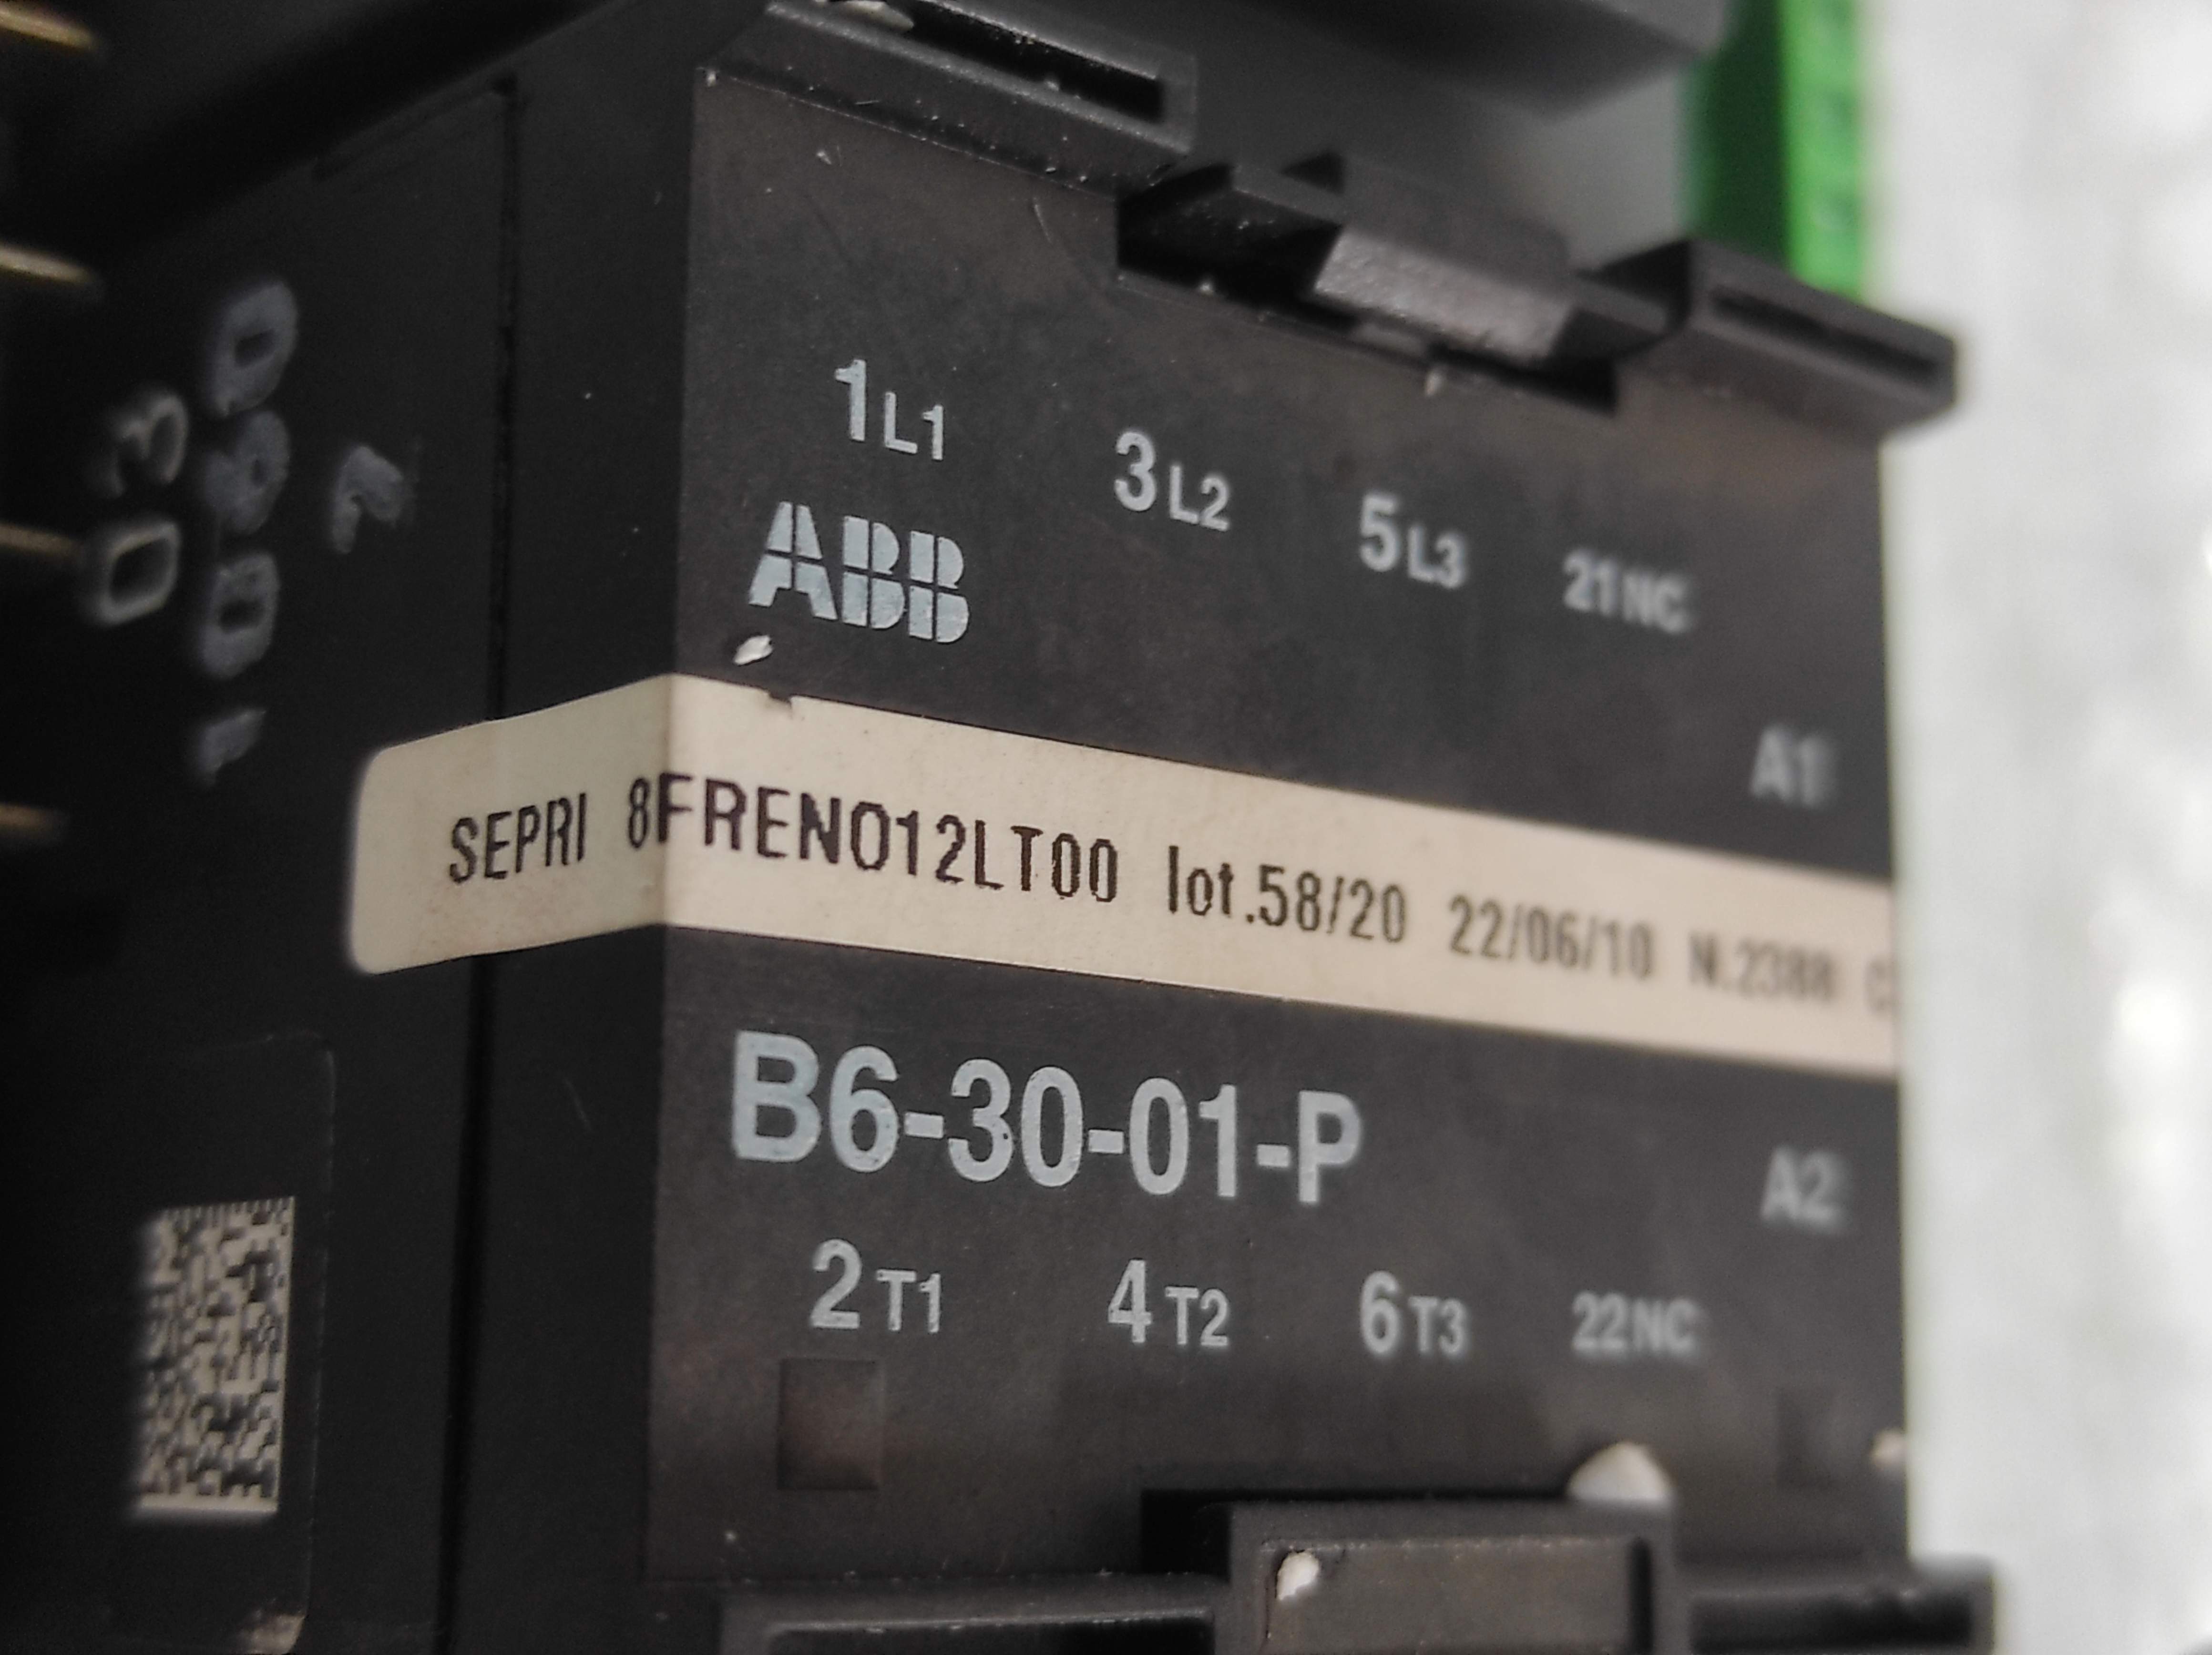 1L1 3L2 5L3 21NC
ABB
A1
SEPRI 8FREN012LT00 lot.58/20 22/06/10 N.2388 C
B6-30-01-P
A2
2T1 4T2 6T3 22NC